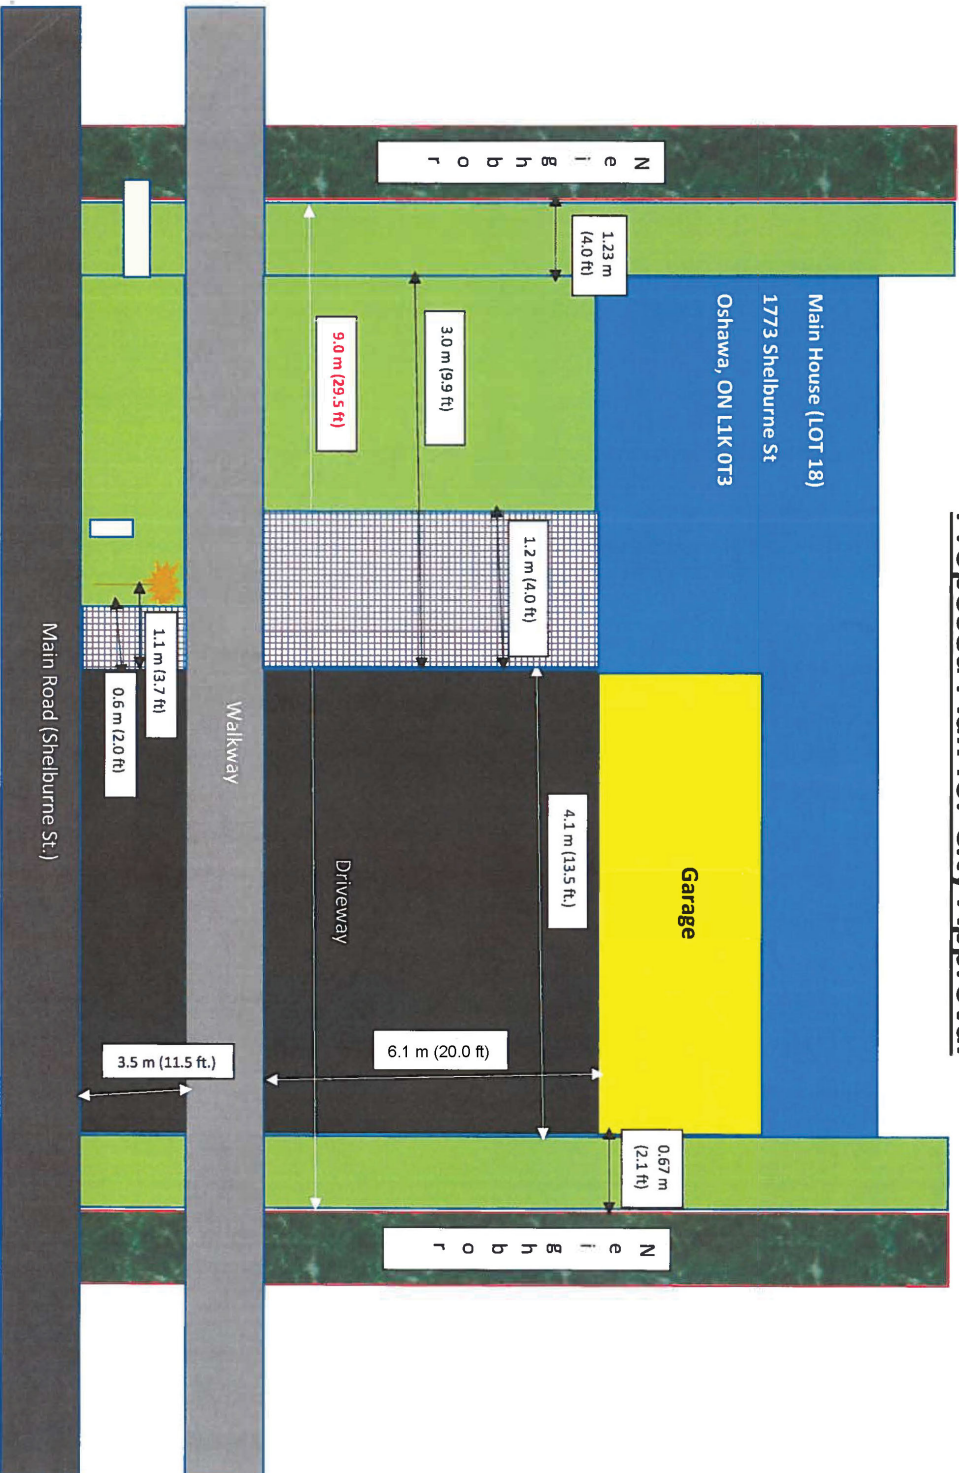 Main House (LOT 18)
1773 Shelburne St
Oshawa, ON L1K 0T3
Garage
Neighbor
Neighbor
1.23 m
(4.0 ft)
0.67 m
(2.1 ft)
3.0 m (9.9 ft)
1.2 m (4.0 ft)
4.1 m (13.5 ft.)
9.0 m (29.5 ft)
6.1 m (20.0 ft)
Driveway
Walkway
3.5 m (11.5 ft.)
1.1 m (3.7 ft)
0.6 m (2.0 ft)
Main Road (Shelburne St.)